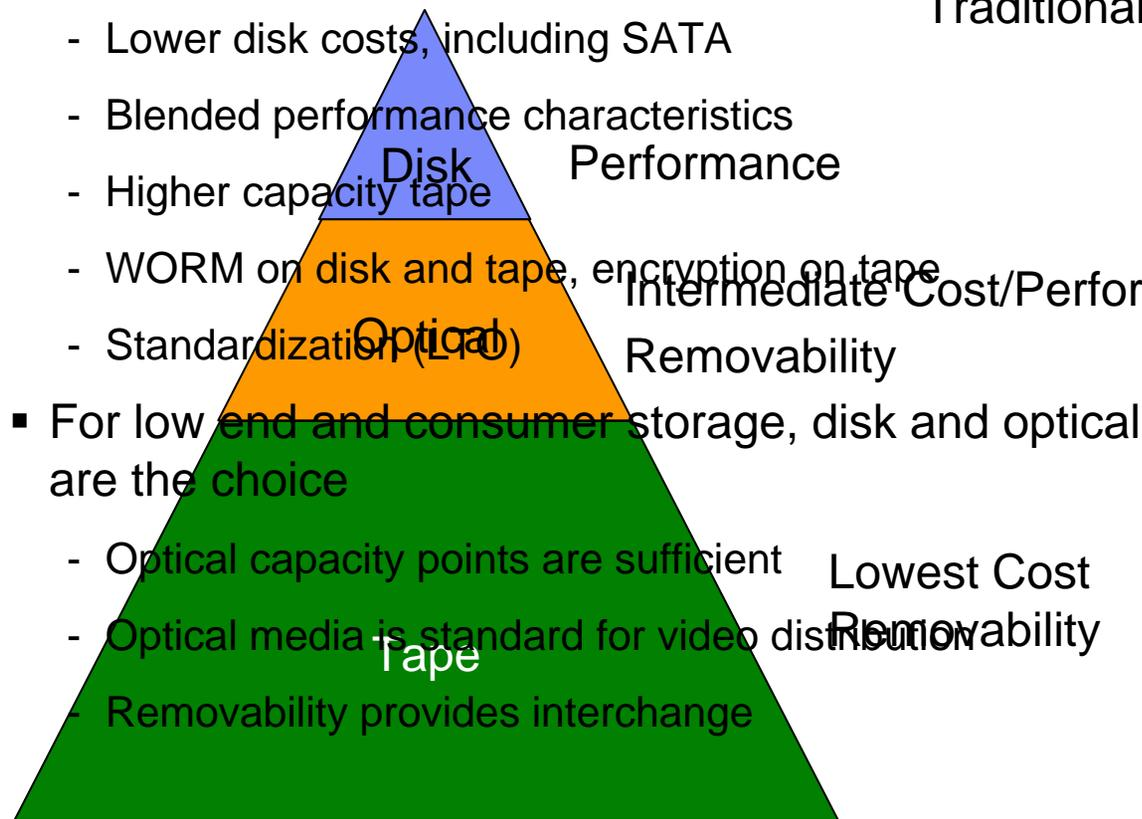 Traditional
- Lower disk costs, including SATA
- Blended performance characteristics
Disk
Performance
- Higher capacity tape
- WORM on disk and tape, encryption on tape
Intermediate Cost/Perfor
Optical
- Standardization (LTO)
Removability
▪ For low end and consumer storage, disk and optical
are the choice
- Optical capacity points are sufficient
Lowest Cost
Removability
- Optical media is standard for video distribution
Tape
- Removability provides interchange